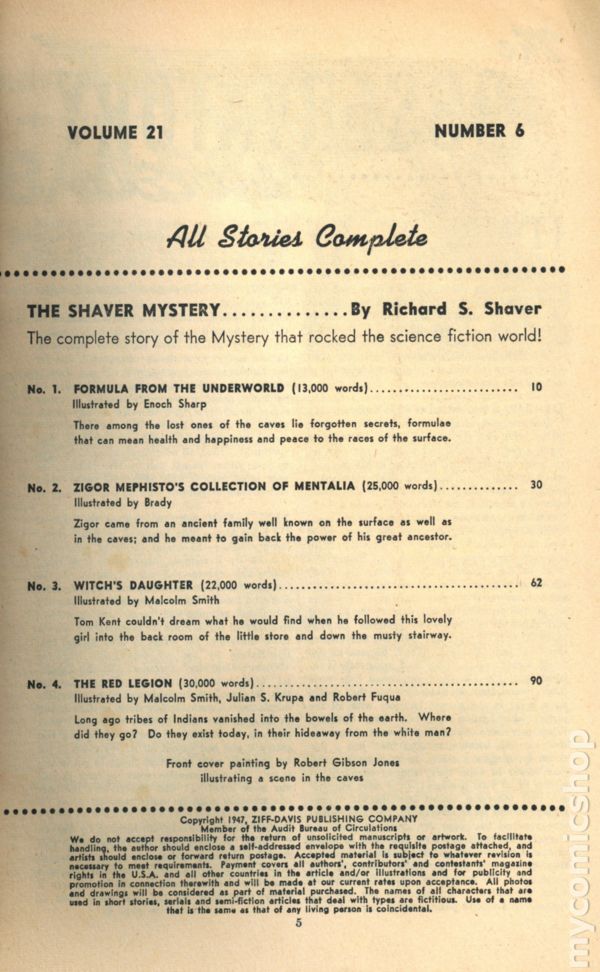 VOLUME 21 NUMBER 6
All Stories Complete
THE SHAVER MYSTERY..............By Richard S. Shaver
The complete story of the Mystery that rocked the science fiction world!
No. 1. FORMULA FROM THE UNDERWORLD (13,000 words)............................ 10
Illustrated by Enoch Sharp
There among the lost ones of the caves lie forgotten secrets, formulae
that can mean health and happiness and peace to the races of the surface.
No. 2. ZIGOR MEPHISTO'S COLLECTION OF MENTALIA (25,000 words).............. 30
Illustrated by Brady
Zigor came from an ancient family well known on the surface as well as
in the caves; and he meant to gain back the power of his great ancestor.
No. 3. WITCH'S DAUGHTER (22,000 words)............................................. 62
Illustrated by Malcolm Smith
Tom Kent couldn't dream what he would find when he followed this lovely
girl into the back room of the little store and down the musty stairway.
No. 4. THE RED LEGION (30,000 words)................................................ 90
Illustrated by Malcolm Smith, Julian S. Krupa and Robert Fuqua
Long ago tribes of Indians vanished into the bowels of the earth. Where
did they go? Do they exist today, in their hideaway from the white man?
Front cover painting by Robert Gibson Jones
illustrating a scene in the caves
Copyright 1947, ZIFF-DAVIS PUBLISHING COMPANY
Member of the Audit Bureau of Circulations
We do not accept responsibility for the return of unsolicited manuscripts or artwork. To facilitate
handling, the author should enclose a self-addressed envelope with the requisite postage attached, and
artists should enclose or forward return postage. Accepted material is subject to whatever revision is
necessary to meet requirements. Payment covers all authors', contributors' and contestants' magazine
rights in the U.S.A. and all other countries in the article and/or illustrations and for publicity and
promotion in connection therewith and will be made at our current rates upon acceptance. All photos
and drawings will be considered as part of material purchased. The names of all characters that are
used in short stories, serials and semi-fiction articles that deal with types are fictitious. Use of a name
that is the same as that of any living person is coincidental.
5
mycomicshop